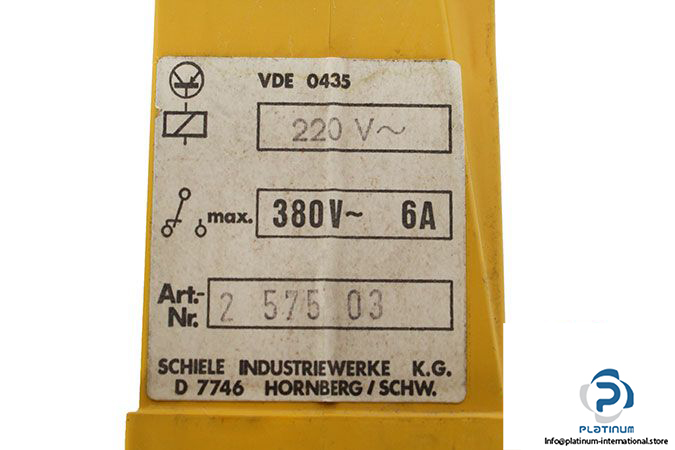 VDE 0435
220 V~
max. 380V~ 6A
Art.-
Nr. 2 575 03
SCHIELE INDUSTRIEWERKE K.G.
D 7746 HORNBERG/SCHW.
PLATINUM
Info@platinum-international.store